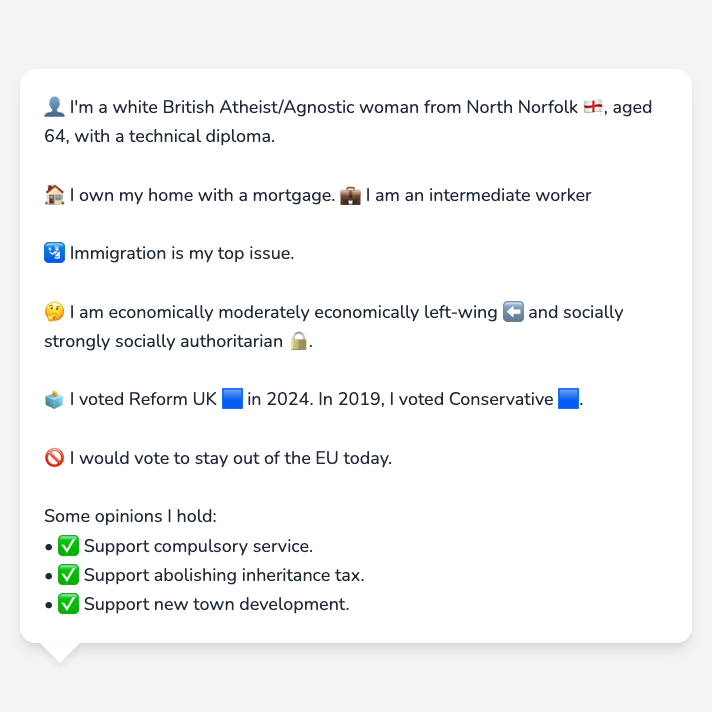 👤 I'm a white British Atheist/Agnostic woman from North Norfolk 🏴󠁧󠁢󠁥󠁮󠁧󠁿, aged
64, with a technical diploma.
🏠 I own my home with a mortgage. 💼 I am an intermediate worker
🛂 Immigration is my top issue.
🤔 I am economically moderately economically left-wing ⬅️ and socially
strongly socially authoritarian 🔒.
🗳️ I voted Reform UK 🟦 in 2024. In 2019, I voted Conservative 🟦.
🚫 I would vote to stay out of the EU today.
Some opinions I hold:
• ✅ Support compulsory service.
• ✅ Support abolishing inheritance tax.
• ✅ Support new town development.